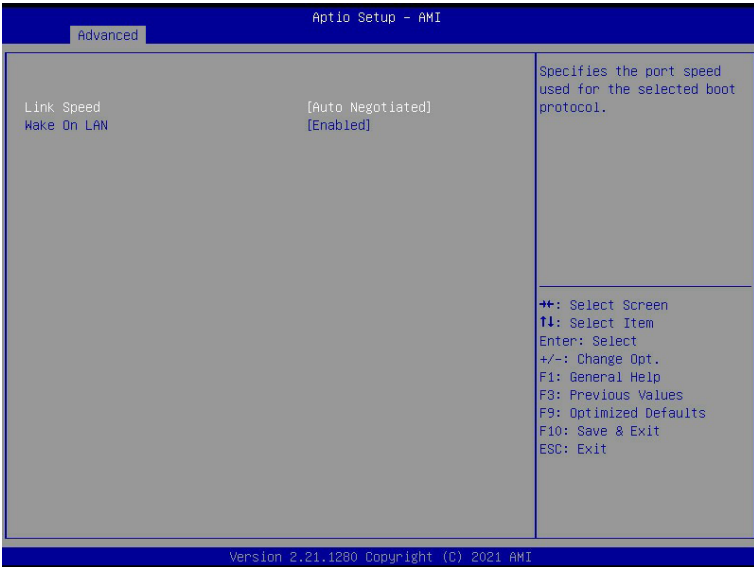 Aptio Setup – AMI
Advanced
Link Speed [Auto Negotiated]
Wake On LAN [Enabled]
Specifies the port speed
used for the selected boot
protocol.
→←: Select Screen
↑↓: Select Item
Enter: Select
+/-: Change Opt.
F1: General Help
F3: Previous Values
F9: Optimized Defaults
F10: Save & Exit
ESC: Exit
Version 2.21.1280 Copyright (C) 2021 AMI